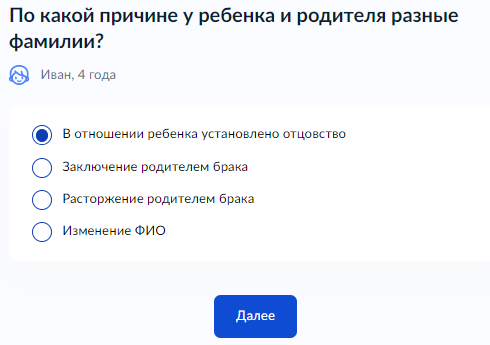 По какой причине у ребенка и родителя разные
фамилии?
Иван, 4 года
В отношении ребенка установлено отцовство
Заключение родителем брака
Расторжение родителем брака
Изменение ФИО
Далее